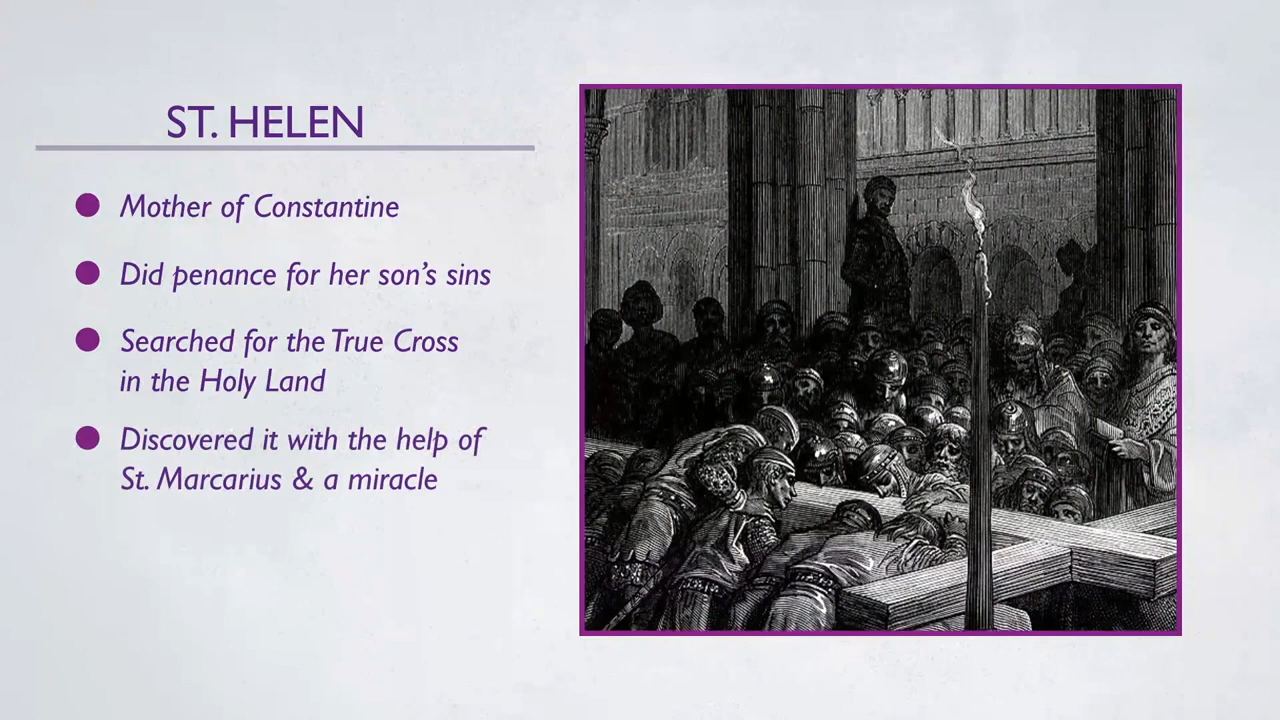 ST. HELEN
Mother of Constantine
Did penance for her son's sins
Searched for the True Cross
in the Holy Land
Discovered it with the help of
St. Marcarius & a miracle